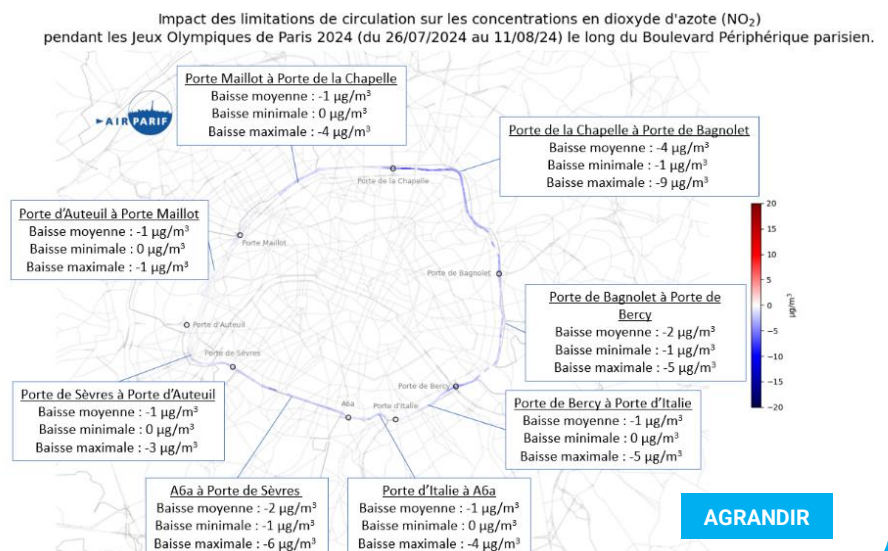 Impact des limitations de circulation sur les concentrations en dioxyde d'azote (NO₂)
pendant les Jeux Olympiques de Paris 2024 (du 26/07/2024 au 11/08/24) le long du Boulevard Périphérique parisien.
AIRPARIF
Porte Maillot à Porte de la Chapelle
Baisse moyenne : -1 µg/m³
Baisse minimale : 0 µg/m³
Baisse maximale : -4 µg/m³
Porte de la Chapelle à Porte de Bagnolet
Baisse moyenne : -4 µg/m³
Baisse minimale : -1 µg/m³
Baisse maximale : -9 µg/m³
Porte de la Chapelle
Porte d'Auteuil à Porte Maillot
Baisse moyenne : -1 µg/m³
Baisse minimale : 0 µg/m³
Baisse maximale : -1 µg/m³
Porte Maillot
Porte de Bagnolet
20
15
10
5
0
−5
−10
−15
−20
µg/m³
Porte de Bagnolet à Porte de
Bercy
Baisse moyenne : -2 µg/m³
Baisse minimale : -1 µg/m³
Baisse maximale : -5 µg/m³
Porte d'Auteuil
Porte de Sèvres
Porte de Bercy
A6a
Porte d'Italie
Porte de Sèvres à Porte d'Auteuil
Baisse moyenne : -1 µg/m³
Baisse minimale : 0 µg/m³
Baisse maximale : -3 µg/m³
Porte de Bercy à Porte d'Italie
Baisse moyenne : -1 µg/m³
Baisse minimale : 0 µg/m³
Baisse maximale : -5 µg/m³
A6a à Porte de Sèvres
Baisse moyenne : -2 µg/m³
Baisse minimale : -1 µg/m³
Baisse maximale : -6 µg/m³
Porte d'Italie à A6a
Baisse moyenne : -1 µg/m³
Baisse minimale : 0 µg/m³
Baisse maximale : -4 µg/m³
AGRANDIR